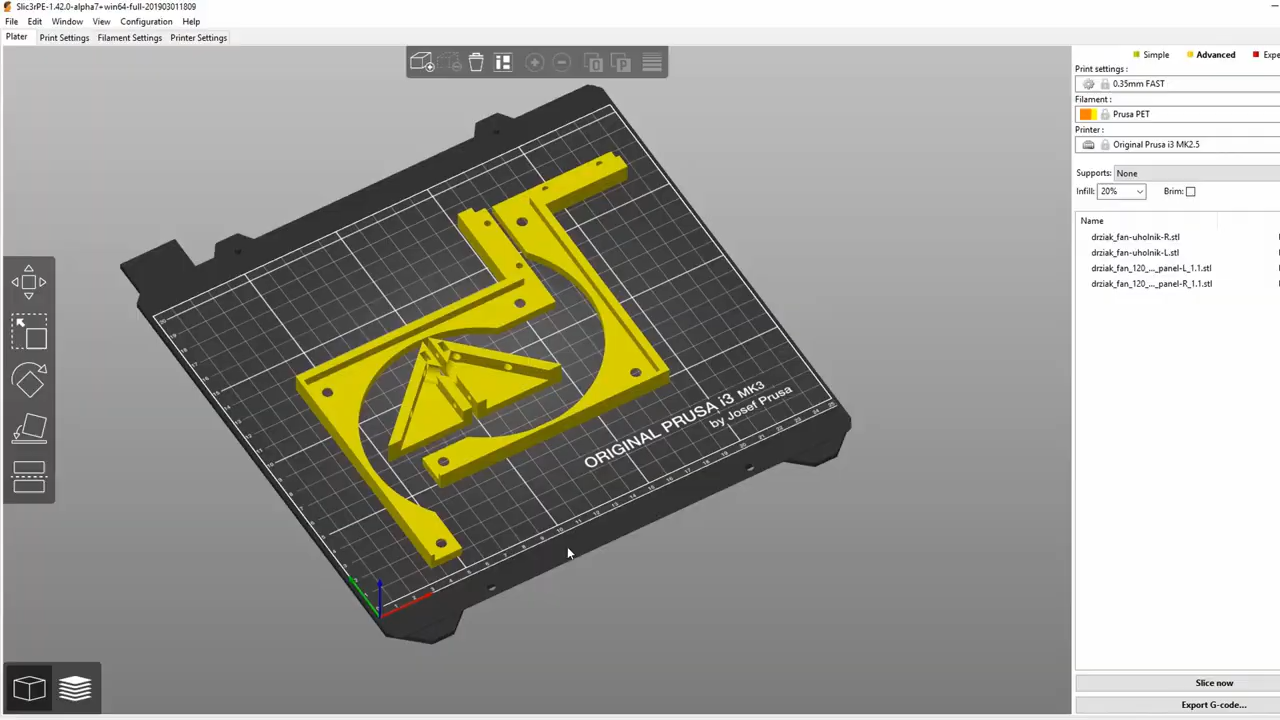 Slic3rPE-1.42.0-alpha7+win64-full-201903011809
File Edit Window View Configuration Help
Plater Print Settings Filament Settings Printer Settings
Simple Advanced Expe
Print settings :
0.35mm FAST
Filament :
Prusa PET
Printer :
Original Prusa i3 MK2.5
Supports: None
Infill: 20% Brim:
Name
drziak_fan-uholnik-R.stl
drziak_fan-uholnik-L.stl
drziak_fan_120_..._panel-L_1.1.stl
drziak_fan_120_..._panel-R_1.1.stl
ORIGINAL PRUSA i3 MK3
by Josef Prusa
Slice now
Export G-code...